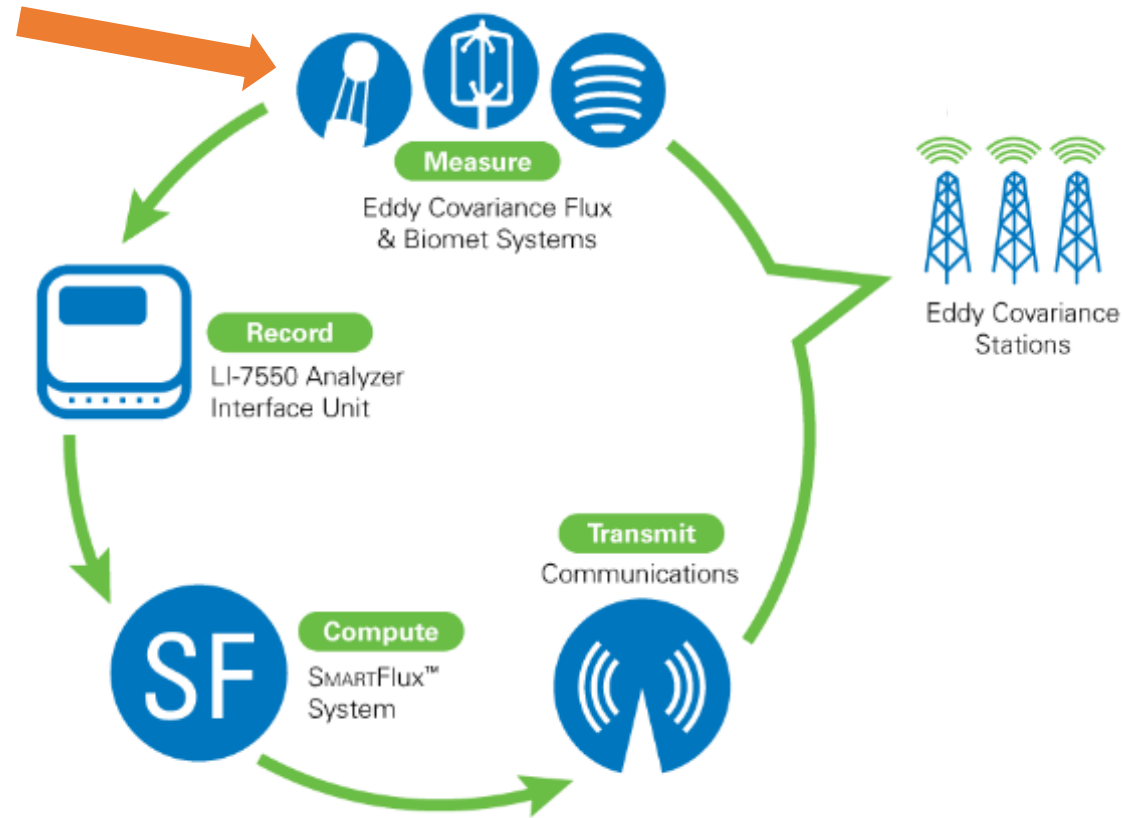 Measure
Eddy Covariance Flux
& Biomet Systems
Eddy Covariance
Stations
Record
LI-7550 Analyzer
Interface Unit
Transmit
Communications
SF
Compute
SMARTFlux™
System